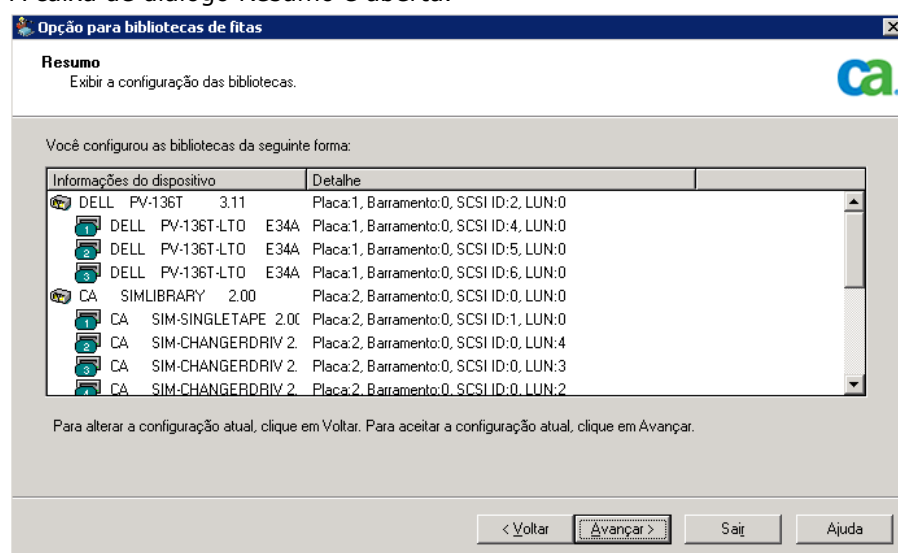 A caixa de diálogo Resumo é aberta.
Opção para bibliotecas de fitas
Resumo
Exibir a configuração das bibliotecas.
ca.
Você configurou as bibliotecas da seguinte forma:
Informações do dispositivo Detalhe
DELL PV-136T 3.11 Placa:1, Barramento:0, SCSI ID:2, LUN:0
1 DELL PV-136T-LTO E34A Placa:1, Barramento:0, SCSI ID:4, LUN:0
2 DELL PV-136T-LTO E34A Placa:1, Barramento:0, SCSI ID:5, LUN:0
3 DELL PV-136T-LTO E34A Placa:1, Barramento:0, SCSI ID:6, LUN:0
CA SIMLIBRARY 2.00 Placa:2, Barramento:0, SCSI ID:0, LUN:0
1 CA SIM-SINGLETAPE 2.00 Placa:2, Barramento:0, SCSI ID:1, LUN:0
2 CA SIM-CHANGERDRIV 2. Placa:2, Barramento:0, SCSI ID:0, LUN:4
3 CA SIM-CHANGERDRIV 2. Placa:2, Barramento:0, SCSI ID:0, LUN:3
CA SIM-CHANGERDRIV 2. Placa:2, Barramento:0, SCSI ID:0, LUN:2
Para alterar a configuração atual, clique em Voltar. Para aceitar a configuração atual, clique em Avançar.
< Voltar Avançar > Sair Ajuda